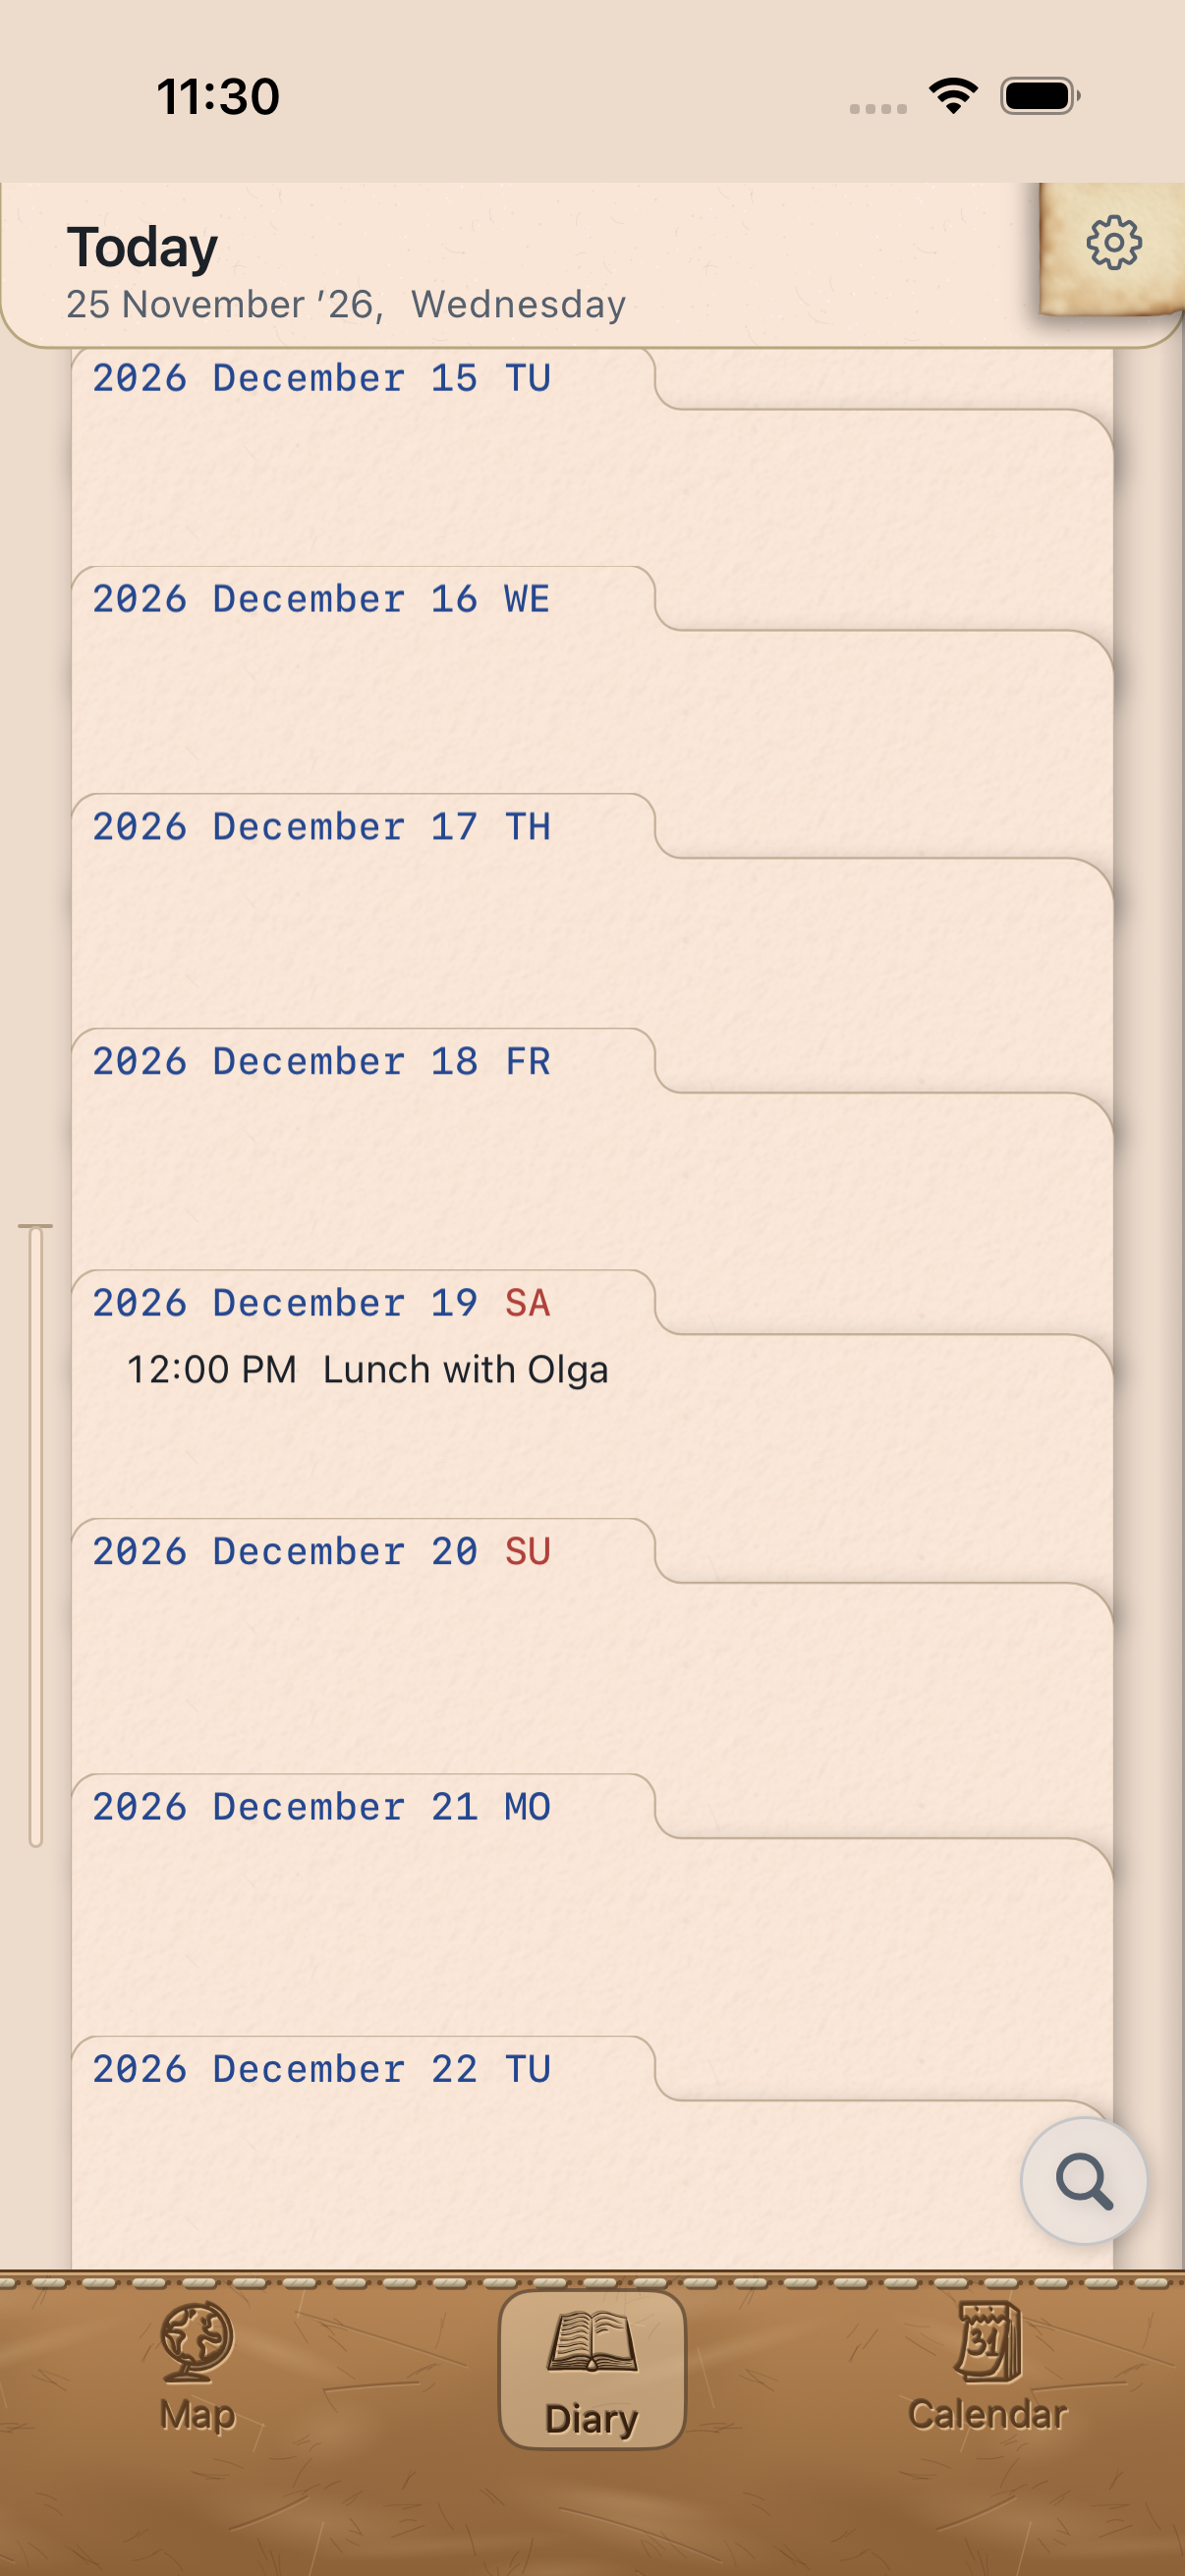 11:30
Today
25 November ’26, Wednesday
2026 December 15 TU
2026 December 16 WE
2026 December 17 TH
2026 December 18 FR
2026 December 19 SA
12:00 PM Lunch with Olga
2026 December 20 SU
2026 December 21 MO
2026 December 22 TU
31
Map
Diary
Calendar